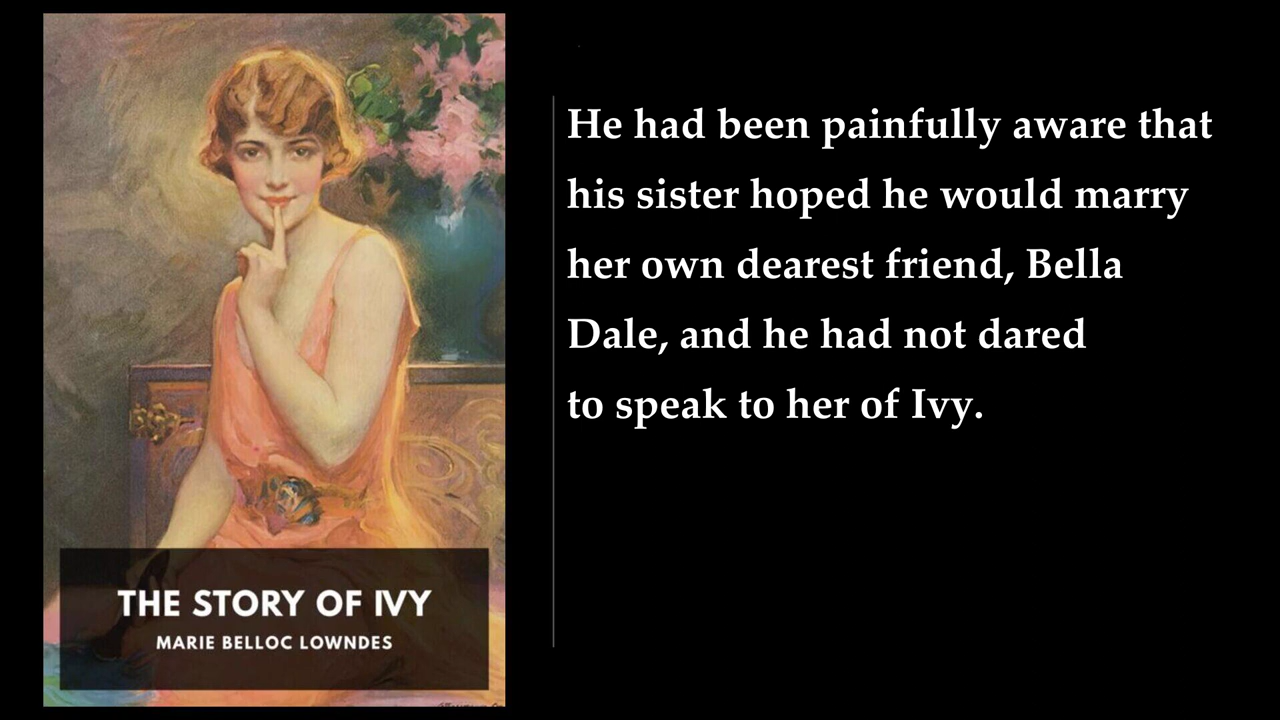 THE STORY OF IVY
MARIE BELLOC LOWNDES
He had been painfully aware that
his sister hoped he would marry
her own dearest friend, Bella
Dale, and he had not dared
to speak to her of Ivy.